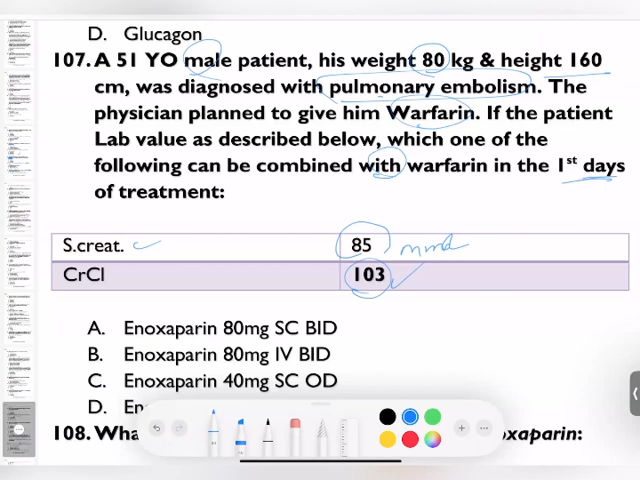 D. Glucagon
107. A 51 YO male patient, his weight 80 kg & height 160
cm, was diagnosed with pulmonary embolism. The
physician planned to give him Warfarin. If the patient
Lab value as described below, which one of the
following can be combined with warfarin in the 1st days
of treatment:
S.creat. 85
CrCl 103
A. Enoxaparin 80mg SC BID
B. Enoxaparin 80mg IV BID
C. Enoxaparin 40mg SC OD
D.
108.